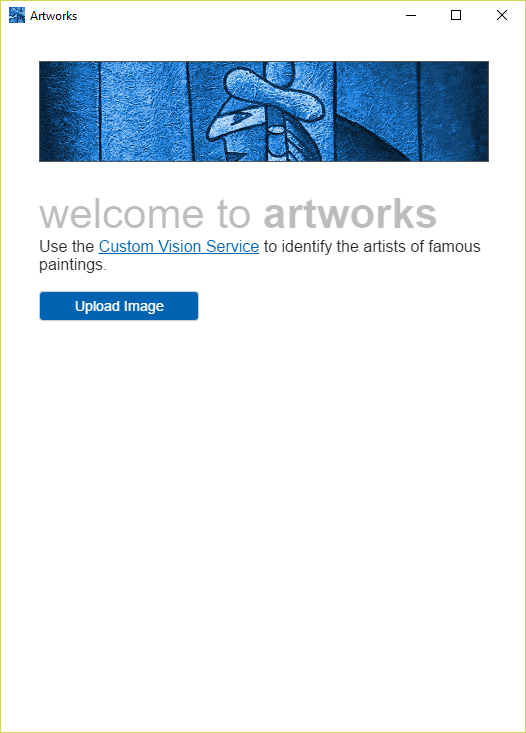 Artworks
welcome to artworks
Use the Custom Vision Service to identify the artists of famous
paintings.
Upload Image